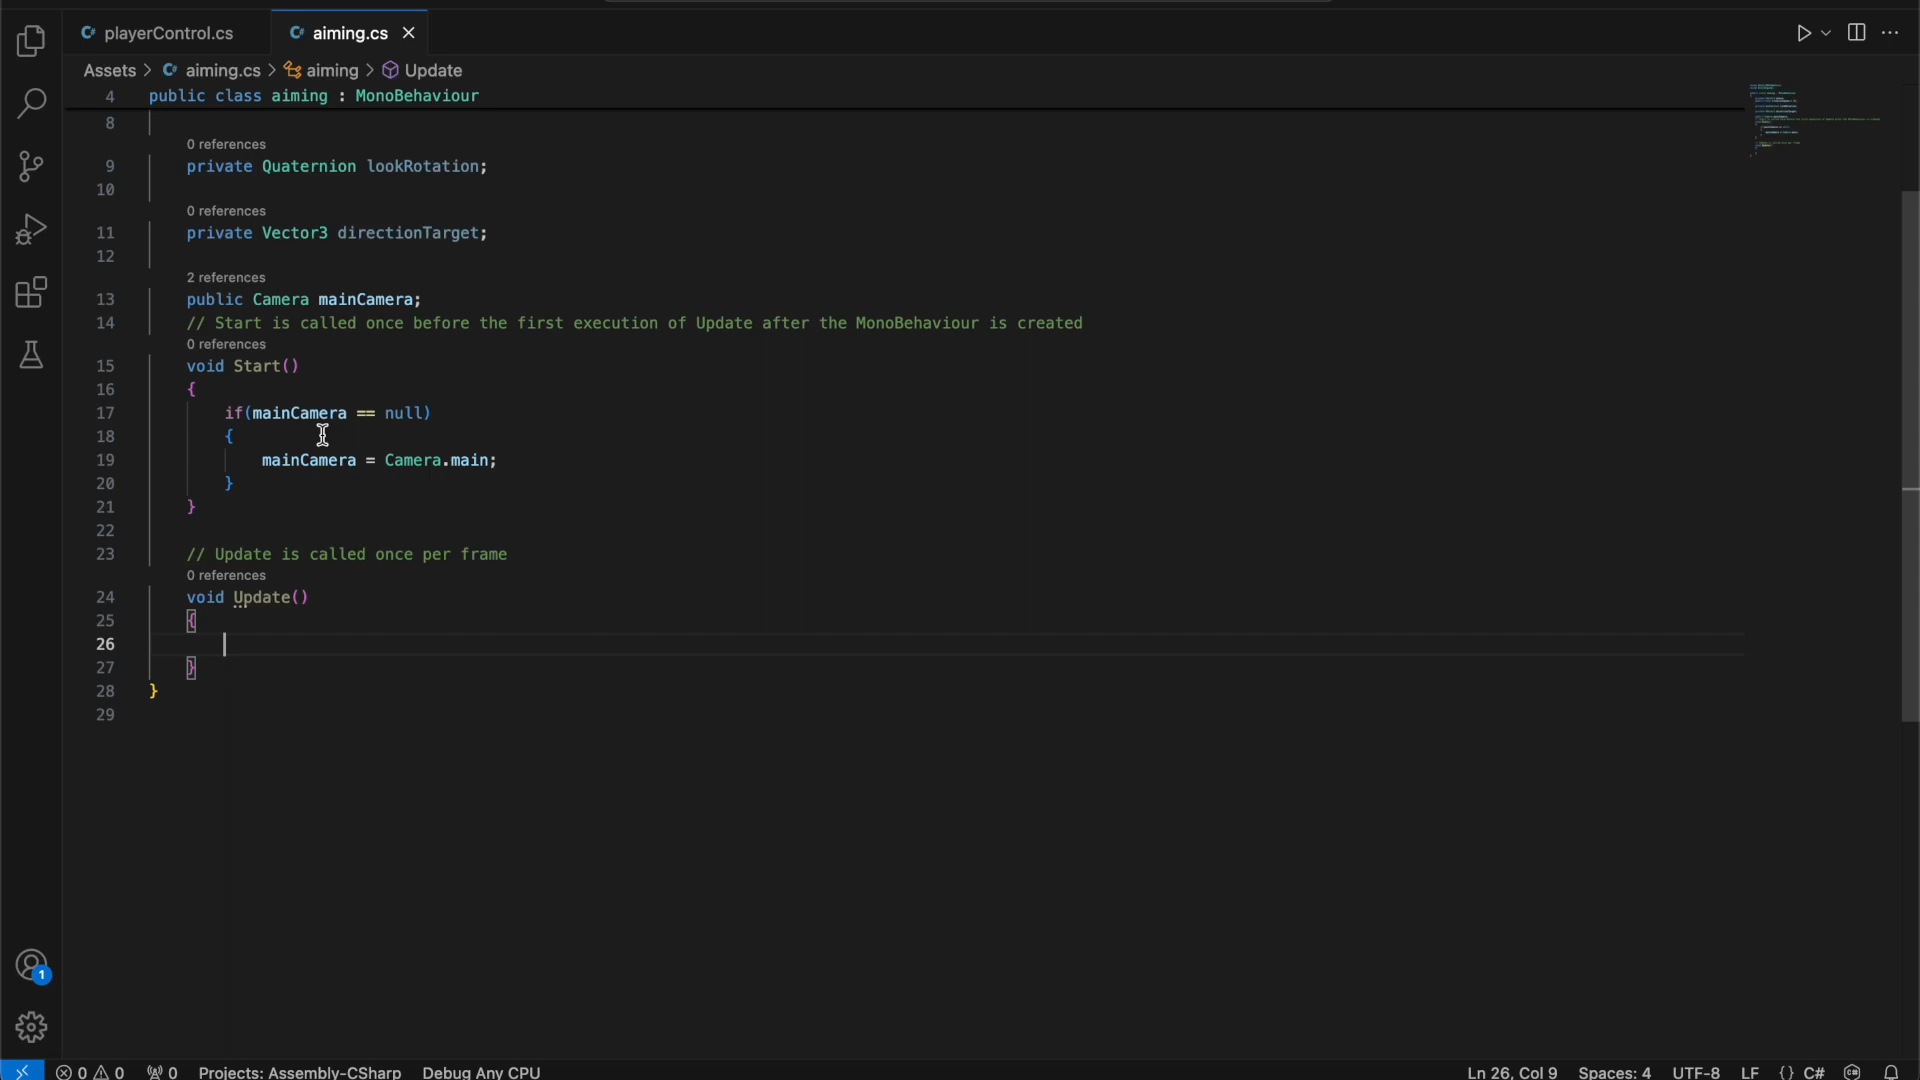 playerControl.cs
aiming.cs
Assets > aiming.cs > aiming > Update
4 public class aiming : MonoBehaviour
8
0 references
9 private Quaternion lookRotation;
10
0 references
11 private Vector3 directionTarget;
12
2 references
13 public Camera mainCamera;
14 // Start is called once before the first execution of Update after the MonoBehaviour is created
0 references
15 void Start()
16 {
17 if(mainCamera == null)
18 {
19 mainCamera = Camera.main;
20 }
21 }
22
23 // Update is called once per frame
0 references
24 void Update()
25 {
26
27 }
28 }
29
1
0 0 0 Projects: Assembly-CSharp Debug Any CPU Ln 26, Col 9 Spaces: 4 UTF-8 LF {} C#